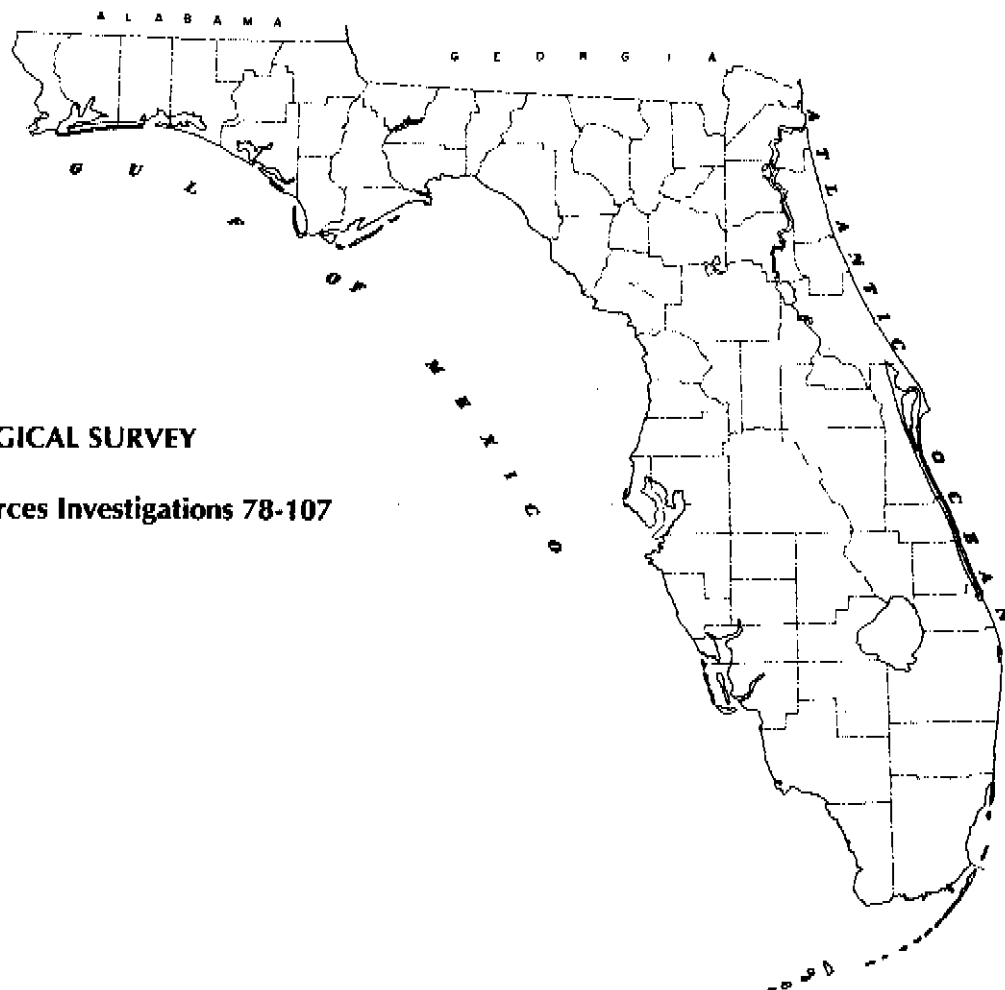 ALABAMA
GEORGIA
ATLANTIC OCEAN
GULF OF MEXICO
GICAL SURVEY
rces Investigations 78-107